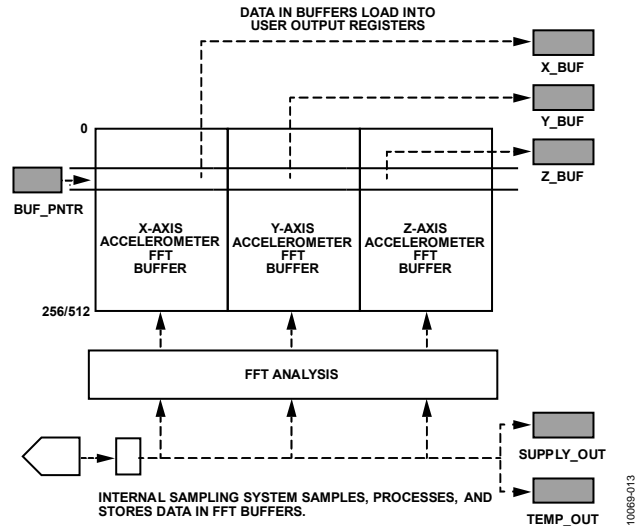 DATA IN BUFFERS LOAD INTO
USER OUTPUT REGISTERS
X_BUF
Y_BUF
0
Z_BUF
BUF_PNTR
X-AXIS
ACCELEROMETER
FFT
BUFFER
Y-AXIS
ACCELEROMETER
FFT
BUFFER
Z-AXIS
ACCELEROMETER
FFT
BUFFER
256/512
FFT ANALYSIS
SUPPLY_OUT
INTERNAL SAMPLING SYSTEM SAMPLES, PROCESSES, AND
STORES DATA IN FFT BUFFERS.
TEMP_OUT
10069-013